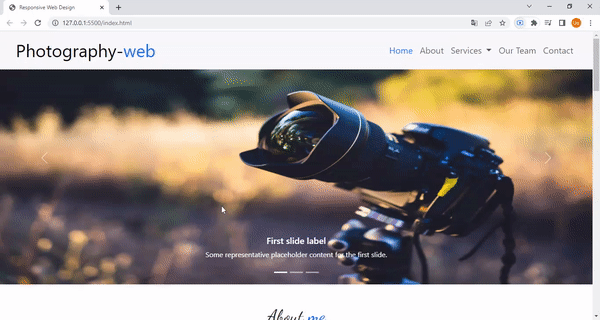 Responsive Web Design
127.0.0.1:5500/index.html
Photography-web
Home About Services Our Team Contact
First slide label
Some representative placeholder content for the first slide.
About me